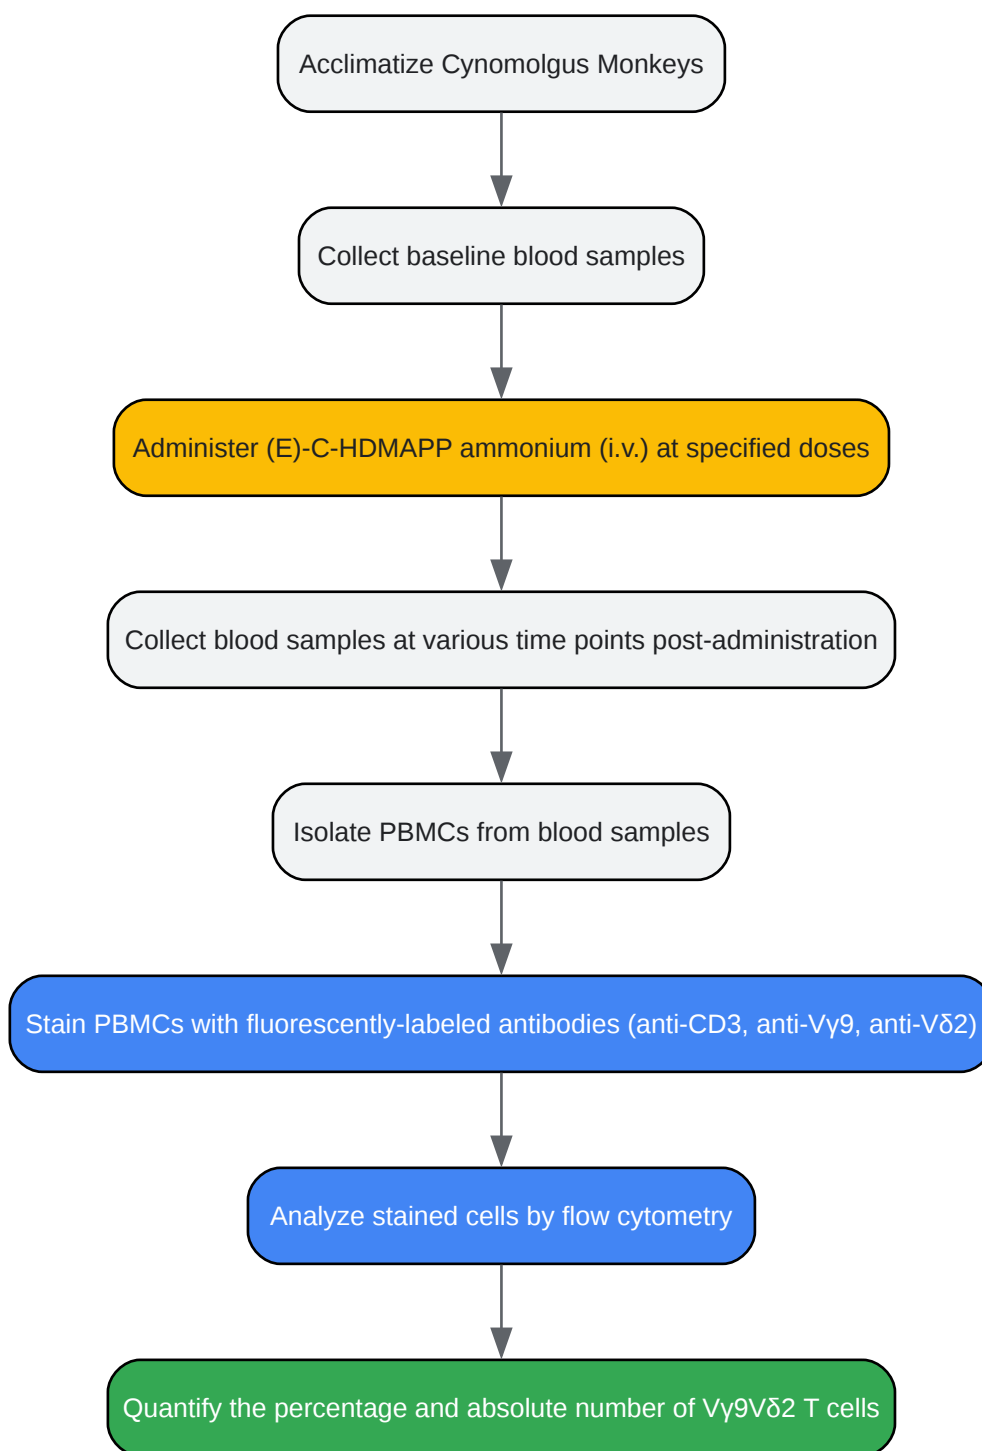 Acclimatize Cynomolgus Monkeys
Collect baseline blood samples
Administer (E)-C-HDMAPP ammonium (i.v.) at specified doses
Collect blood samples at various time points post-administration
Isolate PBMCs from blood samples
Stain PBMCs with fluorescently-labeled antibodies (anti-CD3, anti-Vγ9, anti-Vδ2)
Analyze stained cells by flow cytometry
Quantify the percentage and absolute number of Vγ9Vδ2 T cells